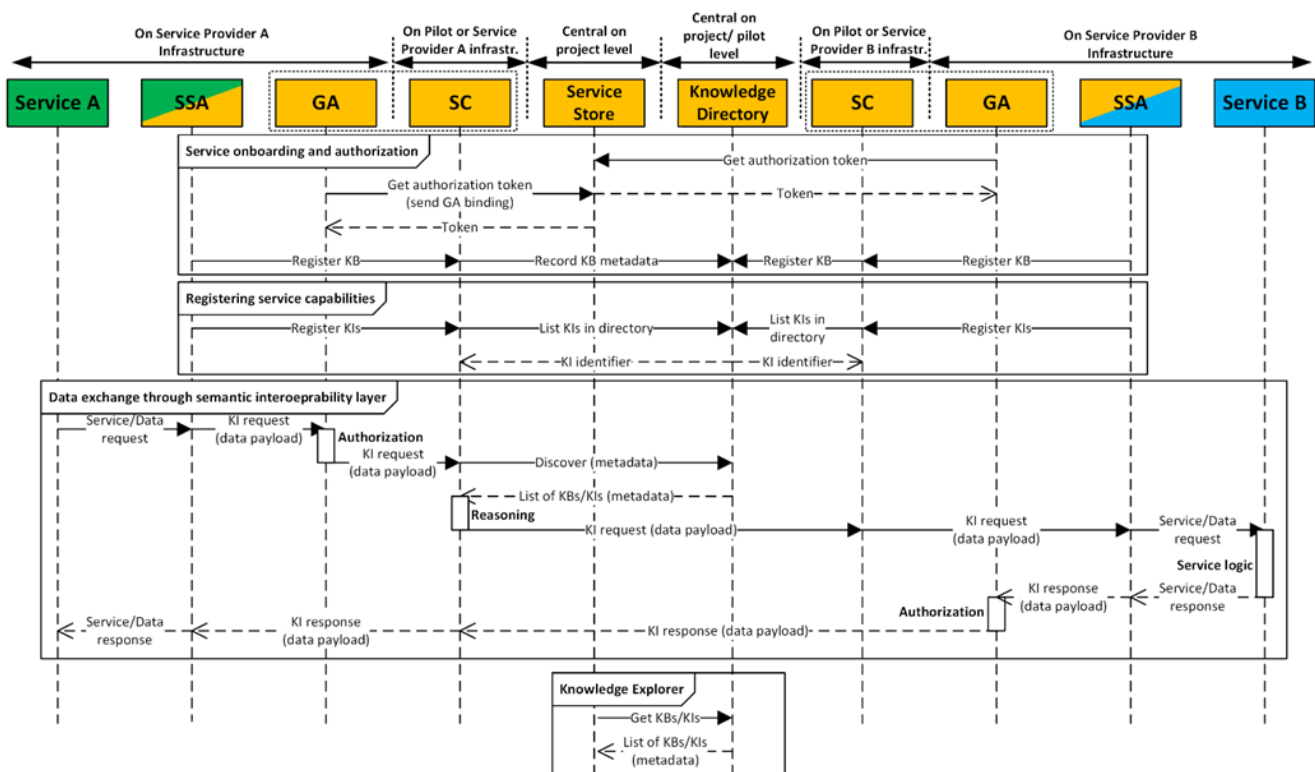 On Service Provider A
Infrastructure
On Pilot or Service
Provider A infrastr.
Central on
project level
Central on
project/ pilot
level
On Pilot or Service
Provider B infrastr.
On Service Provider B
Infrastructure
Service A
SSA
GA
SC
Service
Store
Knowledge
Directory
SC
GA
SSA
Service B
Service onboarding and authorization
Get authorization token
Get authorization token
(send GA binding)
Token
Token
Register KB
Record KB metadata
Register KB
Register KB
Registering service capabilities
Register KIs
List KIs in directory
List KIs in
directory
Register KIs
KI identifier
KI identifier
Data exchange through semantic interoeprability layer
Service/Data
request
KI request
(data payload)
Authorization
KI request
(data payload)
Discover (metadata)
List of KBs/KIs (metadata)
Reasoning
KI request (data payload)
KI request
(data payload)
Service/Data
request
Service logic
KI response
(data payload)
Service/Data
response
Authorization
Service/Data
response
KI response
(data payload)
KI response (data payload)
Knowledge Explorer
Get KBs/KIs
List of KBs/KIs
(metadata)